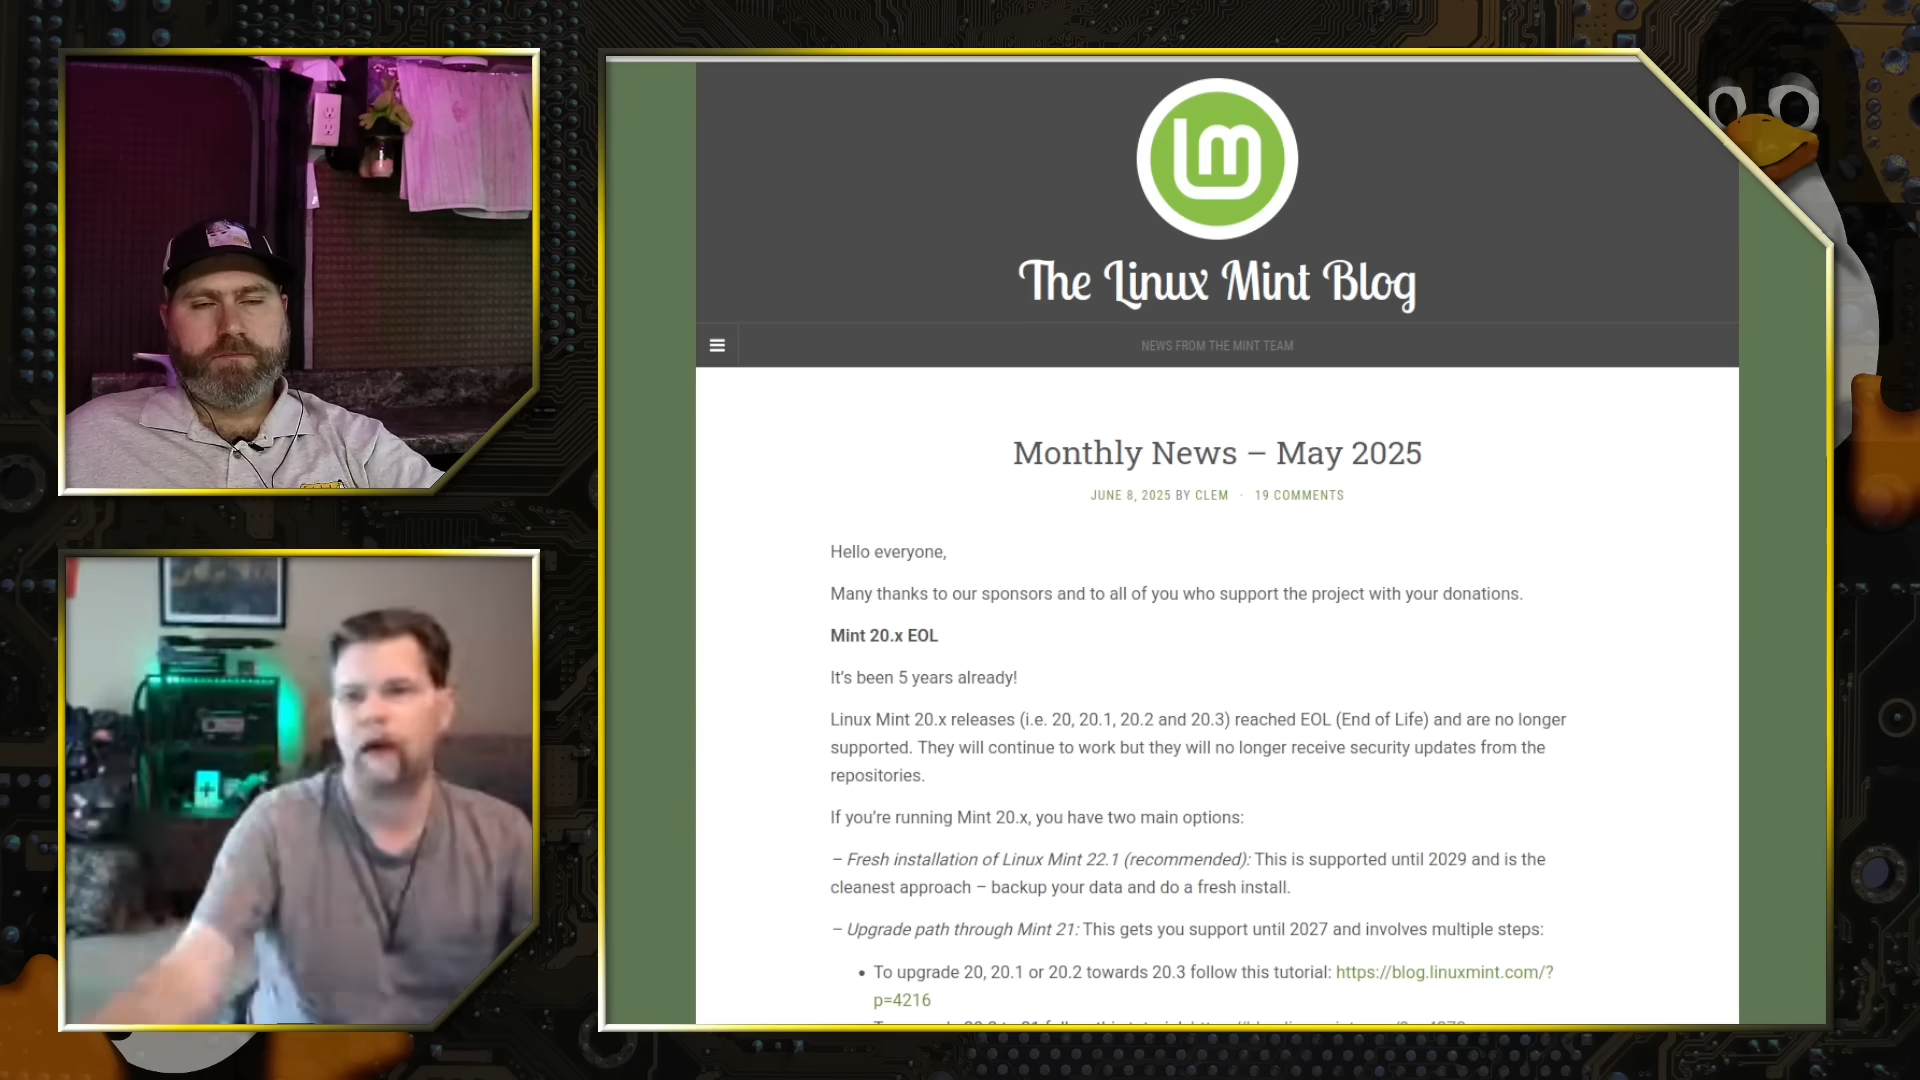 The Linux Mint Blog
NEWS FROM THE MINT TEAM
Monthly News – May 2025
JUNE 8, 2025 BY CLEM · 19 COMMENTS
Hello everyone,
Many thanks to our sponsors and to all of you who support the project with your donations.
Mint 20.x EOL
It's been 5 years already!
Linux Mint 20.x releases (i.e. 20, 20.1, 20.2 and 20.3) reached EOL (End of Life) and are no longer
supported. They will continue to work but they will no longer receive security updates from the
repositories.
If you're running Mint 20.x, you have two main options:
– Fresh installation of Linux Mint 22.1 (recommended): This is supported until 2029 and is the
cleanest approach – backup your data and do a fresh install.
– Upgrade path through Mint 21: This gets you support until 2027 and involves multiple steps:
• To upgrade 20, 20.1 or 20.2 towards 20.3 follow this tutorial: https://blog.linuxmint.com/?
p=4216